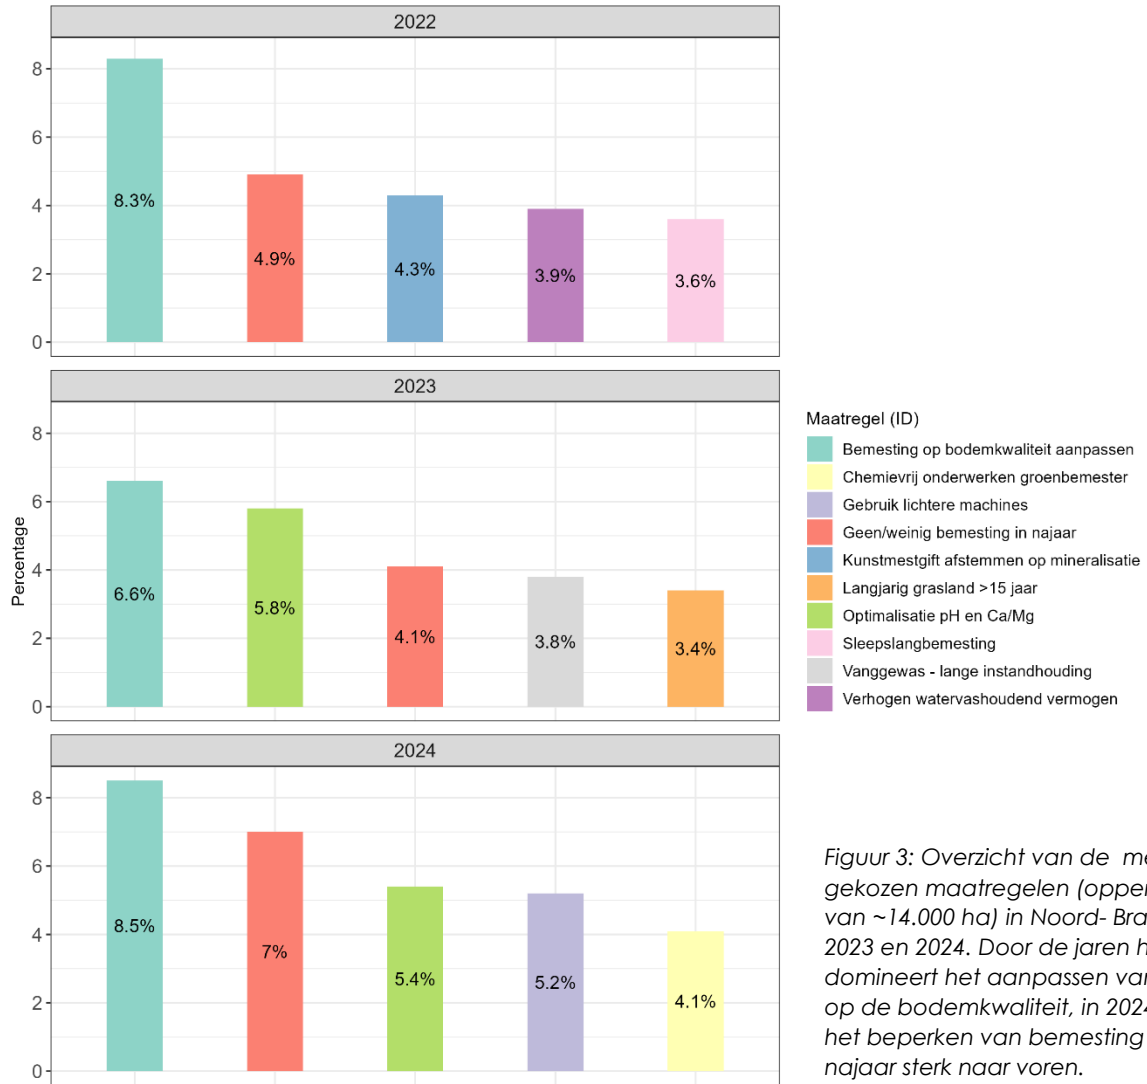 2022
8
6
4
2
0
8.3%
4.9%
4.3%
3.9%
3.6%
2023
8
6
4
2
0
6.6%
5.8%
4.1%
3.8%
3.4%
2024
8
6
4
2
0
8.5%
7%
5.4%
5.2%
4.1%
Percentage
Maatregel (ID)
Bemesting op bodemkwaliteit aanpassen
Chemievrij onderwerken groenbemester
Gebruik lichtere machines
Geen/weinig bemesting in najaar
Kunstmestgift afstemmen op mineralisatie
Langjarig grasland >15 jaar
Optimalisatie pH en Ca/Mg
Sleepslangbemesting
Vanggewas - lange instandhouding
Verhogen watervashoudend vermogen
Figuur 3: Overzicht van de
gekozen maatregelen
van ~14.000 ha) in Noord-
2023 en 2024. Door de jaren
domineert het aanpassen
op de bodemkwaliteit, in
het beperken van bemesting
najaar sterk naar voren.